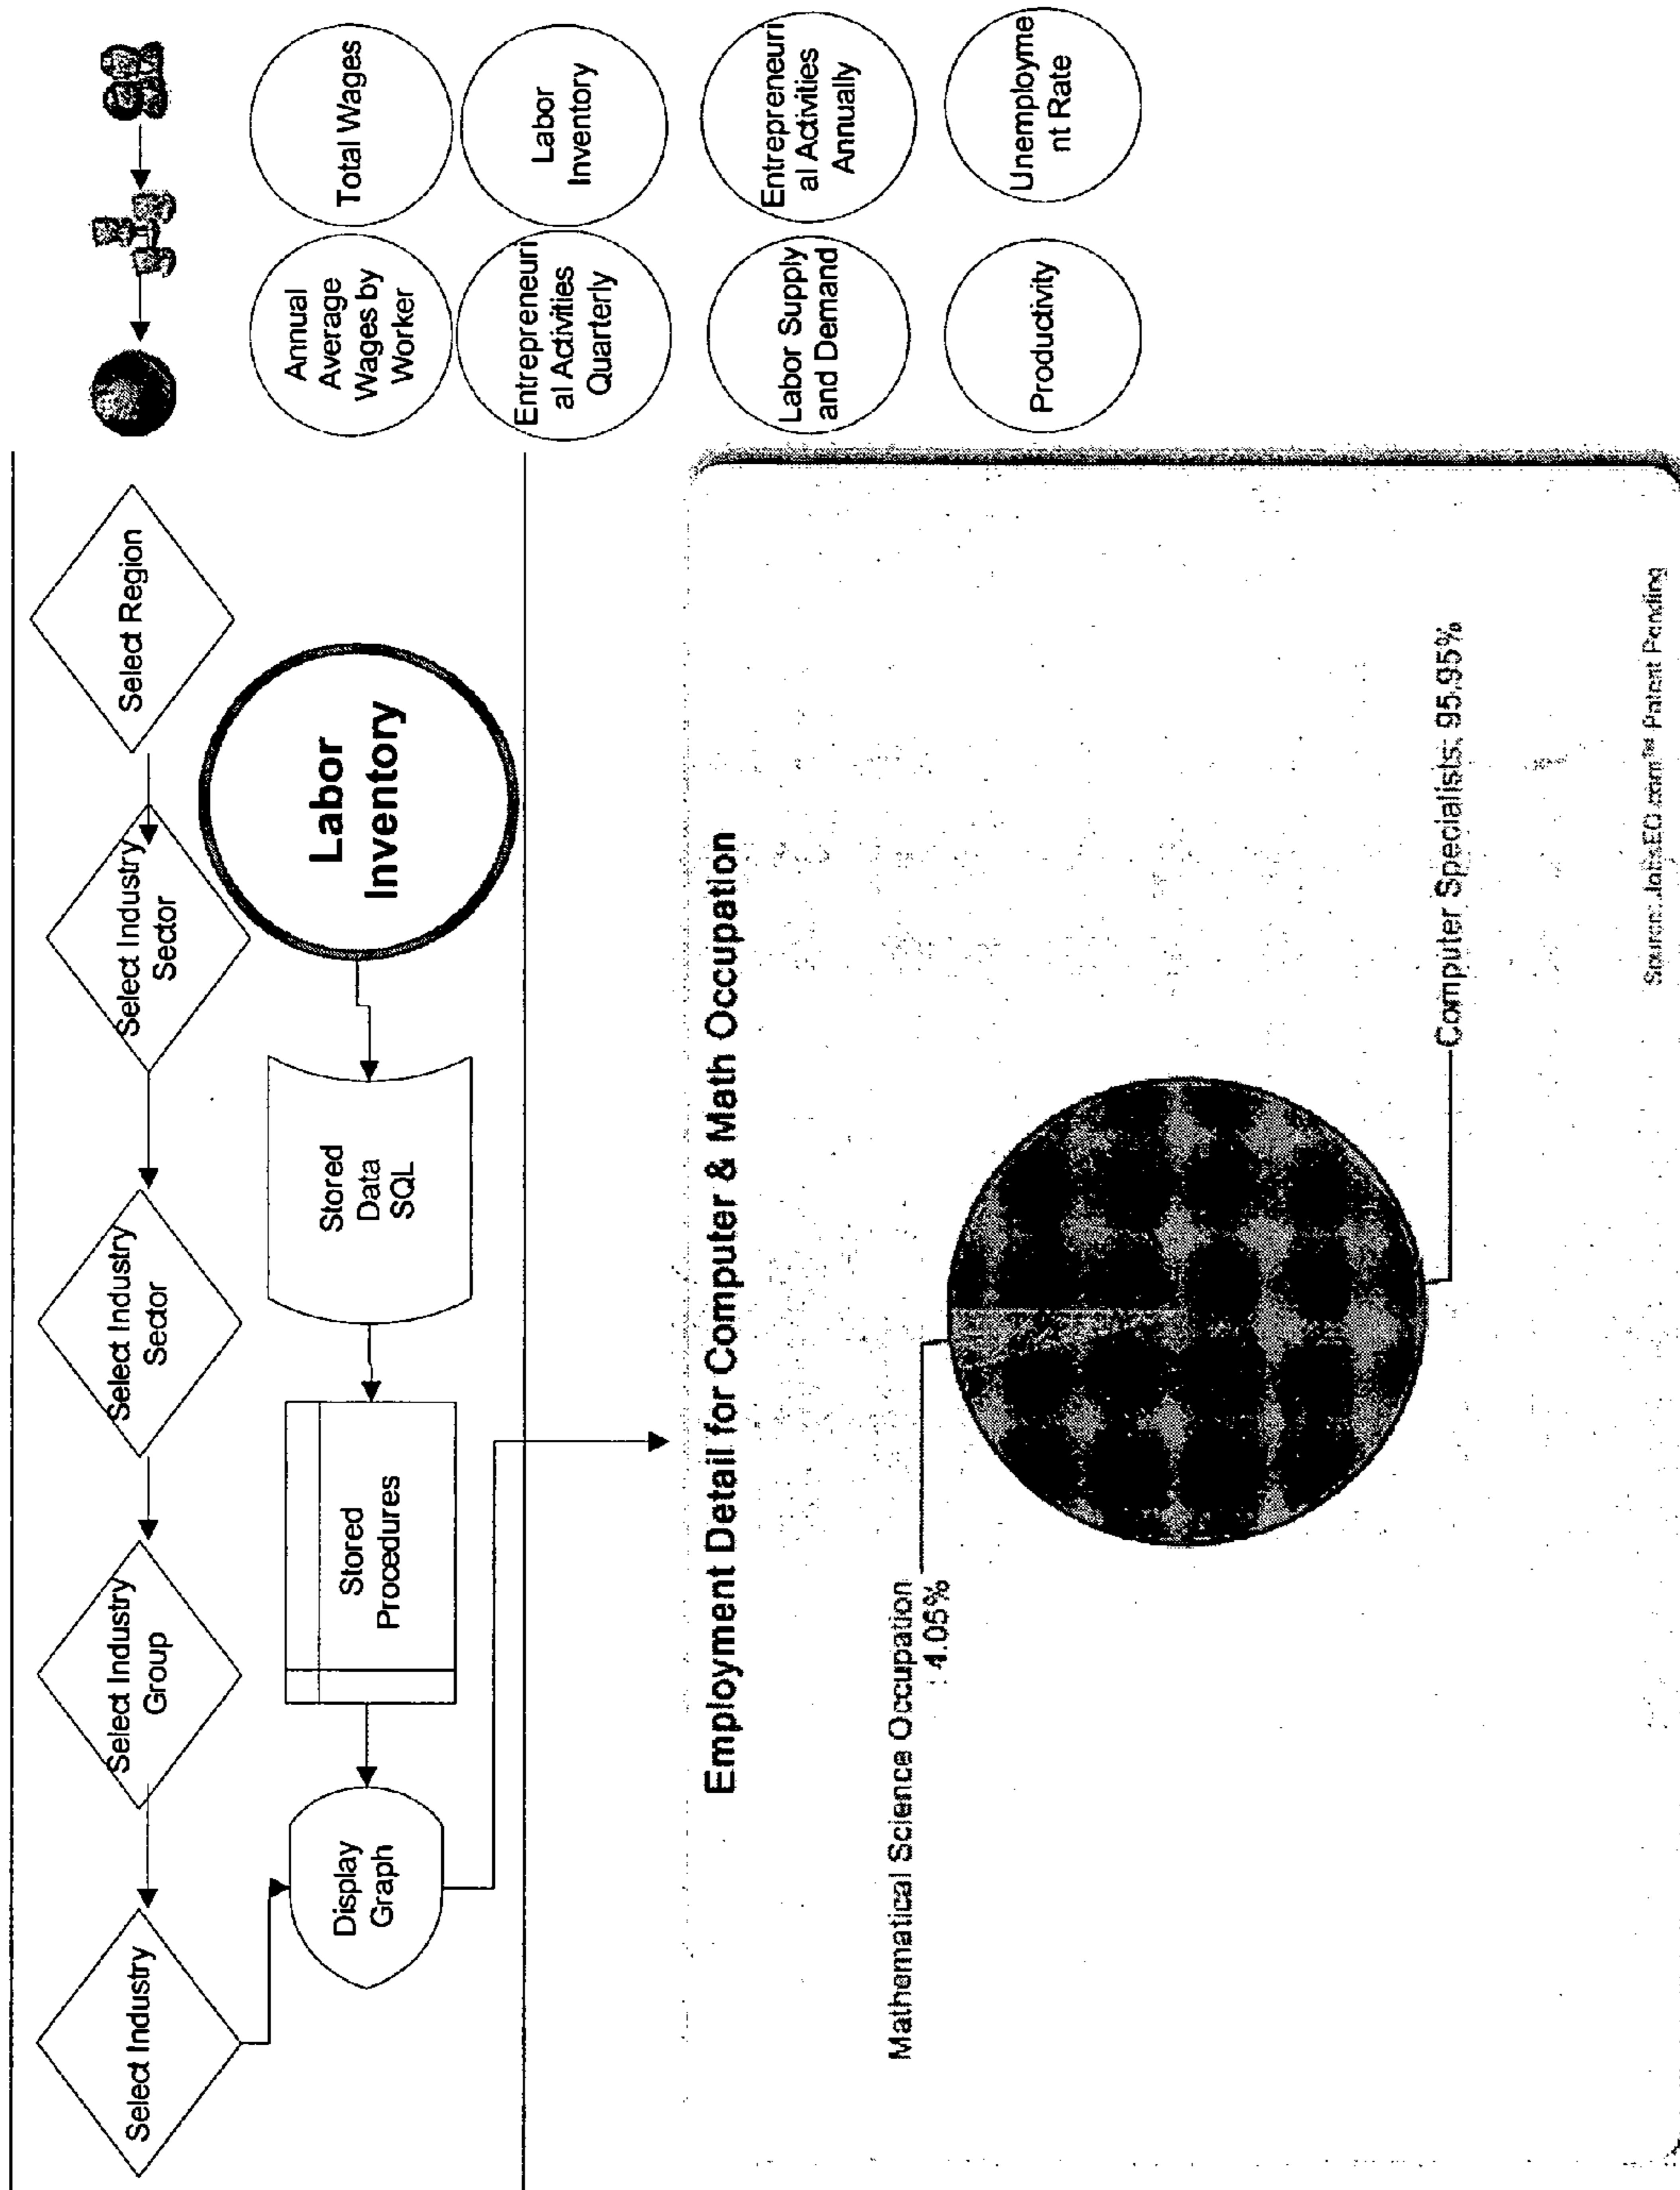 Select Industry
Select Industry
Group
Select Industry
Sector
Select Industry
Sector
Select Region
Display
Graph
Stored
Procedures
Stored
Data
SQL
Labor
Inventory
Annual
Average
Wages by
Worker
Total Wages
Entrepreneuri
al Activities
Quarterly
Labor
Inventory
Labor Supply
and Demand
Entrepreneuri
al Activities
Annually
Productivity
Unemployme
nt Rate
Employment Detail for Computer & Math Occupation
Mathematical Science Occupation
4.05%
Computer Specialists: 95.95%
Source: JobsEQ.com™ Patent Pending